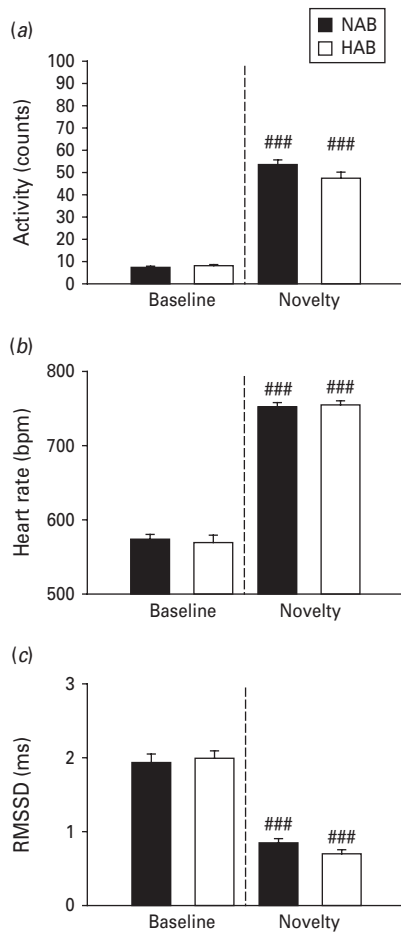 (a)
NAB
HAB
Activity (counts)
100
90
80
70
60
50
40
30
20
10
0
###
###
Baseline
Novelty
(b)
Heart rate (bpm)
800
700
600
500
###
###
Baseline
Novelty
(c)
RMSSD (ms)
3
2
1
0
###
###
Baseline
Novelty